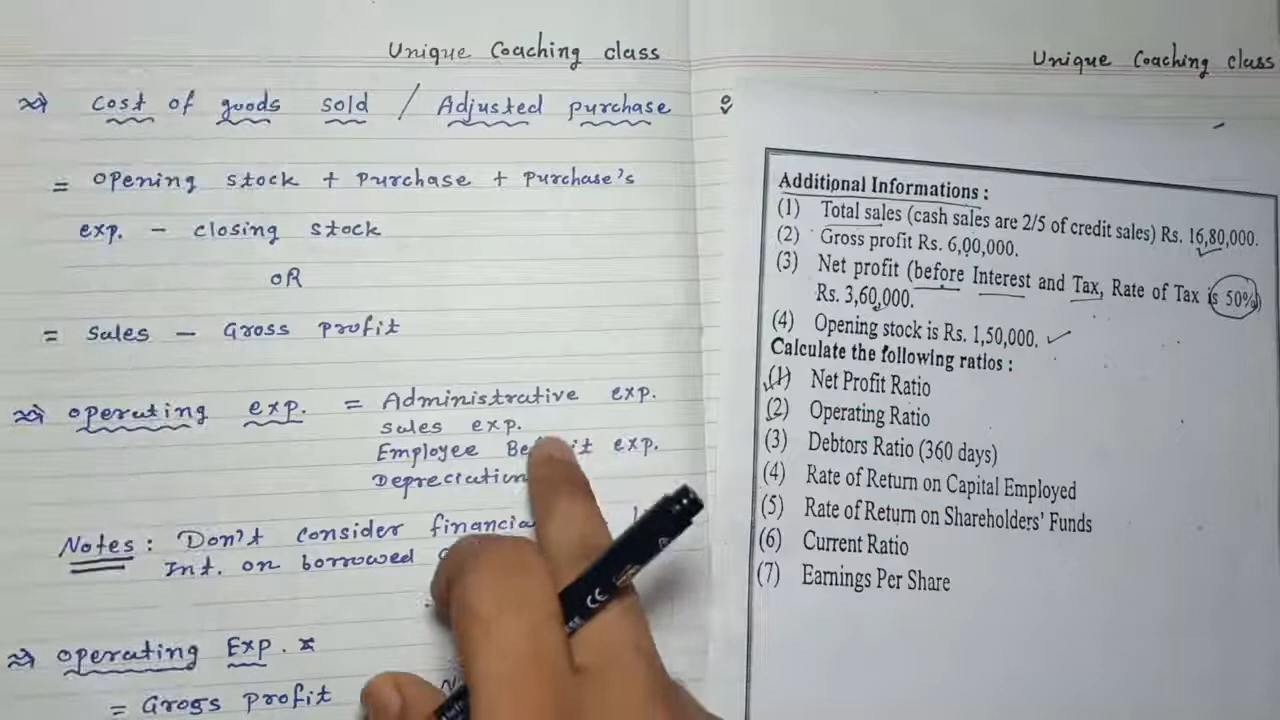 Unique Coaching class
⇒ Cost of goods sold / Adjusted purchase :
= opening stock + purchase + purchase's
exp. - closing stock
OR
= sales - Gross profit
⇒ operating exp. = Administrative exp.
sales exp.
Employee exp.
Depreciation
Notes : Don't consider
Int. on borrowed
⇒ operating Exp.
= Gross profit
Unique Coaching class
Additional Informations :
(1) Total sales (cash sales are 2/5 of credit sales) Rs. 16,80,000.
(2) Gross profit Rs. 6,00,000.
(3) Net profit (before Interest and Tax, Rate of Tax is 50%)
Rs. 3,60,000.
(4) Opening stock is Rs. 1,50,000. ✓
Calculate the following ratios :
(1) Net Profit Ratio
(2) Operating Ratio
(3) Debtors Ratio (360 days)
(4) Rate of Return on Capital Employed
(5) Rate of Return on Shareholders' Funds
(6) Current Ratio
(7) Earnings Per Share